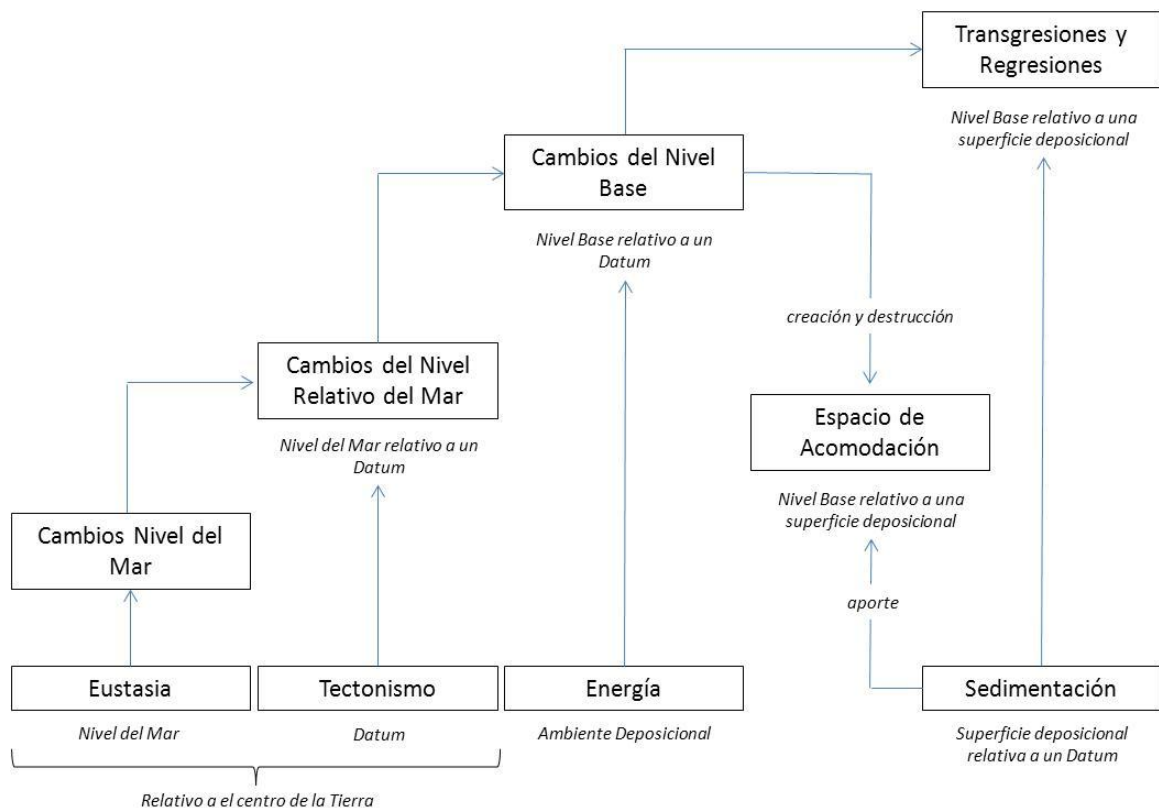 Transgresiones y
Regresiones
Nivel Base relativo a una
superficie deposicional
Cambios del Nivel
Base
Nivel Base relativo a un
Datum
creación y destrucción
Cambios del Nivel
Relativo del Mar
Nivel del Mar relativo a un
Datum
Espacio de
Acomodación
Nivel Base relativo a una
superficie deposicional
Cambios Nivel del
Mar
aporte
Eustasia
Tectonismo
Energía
Sedimentación
Nivel del Mar
Datum
Ambiente Deposicional
Superficie deposicional
relativa a un Datum
Relativo a el centro de la Tierra